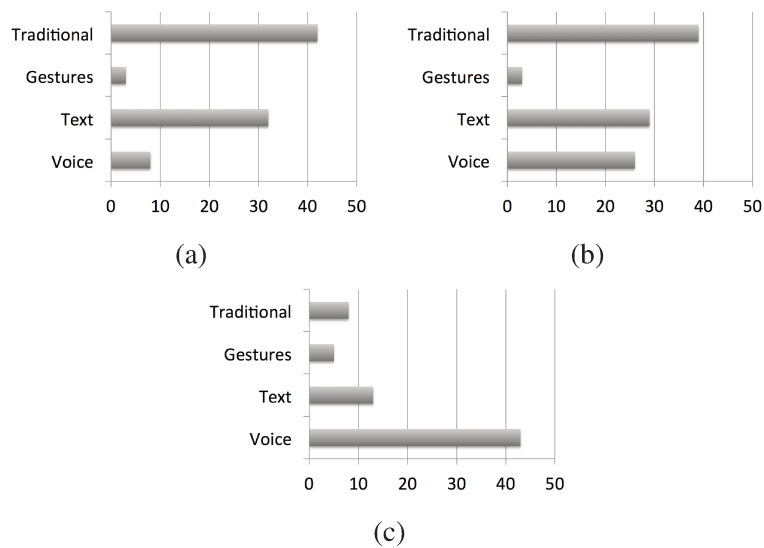 Traditional
Gestures
Text
Voice
0 10 20 30 40 50
(a)
Traditional
Gestures
Text
Voice
0 10 20 30 40 50
(b)
Traditional
Gestures
Text
Voice
0 10 20 30 40 50
(c)